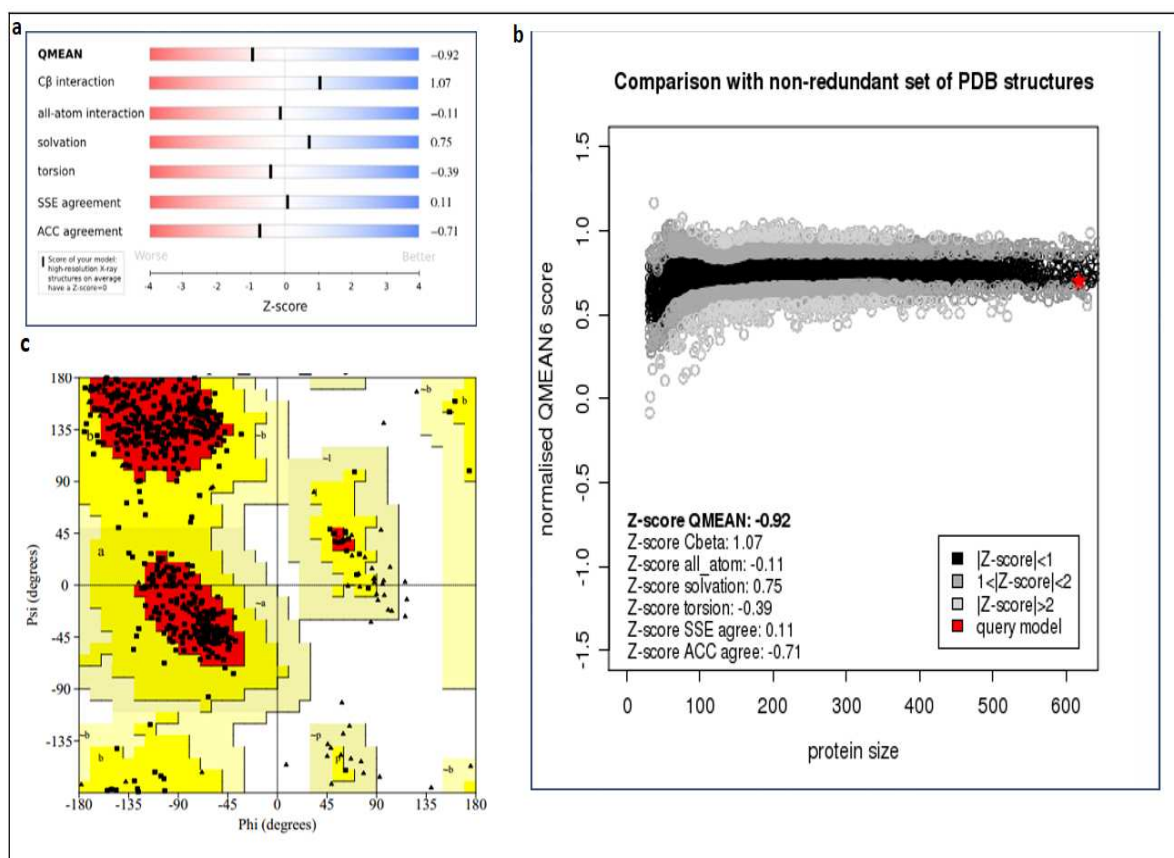 a
QMEAN
−0.92
Cβ interaction
1.07
all-atom interaction
−0.11
solvation
0.75
torsion
−0.39
SSE agreement
0.11
ACC agreement
−0.71
Score of your model:
high-resolution X-ray
structures on average
have a Z-score=0
Worse
Better
-4 -3 -2 -1 0 1 2 3 4
Z-score
b
Comparison with non-redundant set of PDB structures
normalised QMEAN6 score
1.5
1.0
0.5
0.0
-0.5
-1.0
-1.5
Z-score QMEAN: -0.92
Z-score Cbeta: 1.07
Z-score all_atom: -0.11
Z-score solvation: 0.75
Z-score torsion: -0.39
Z-score SSE agree: 0.11
Z-score ACC agree: -0.71
|Z-score|<1
1<|Z-score|<2
|Z-score|>2
query model
0 100 200 300 400 500 600
protein size
c
Psi (degrees)
180
135
90
45
0
-45
-90
-135
b
~b
~b
b
~b
~l
a
~a
~b
b
~p
p
~b
-180 -135 -90 -45 0 45 90 135 180
Phi (degrees)